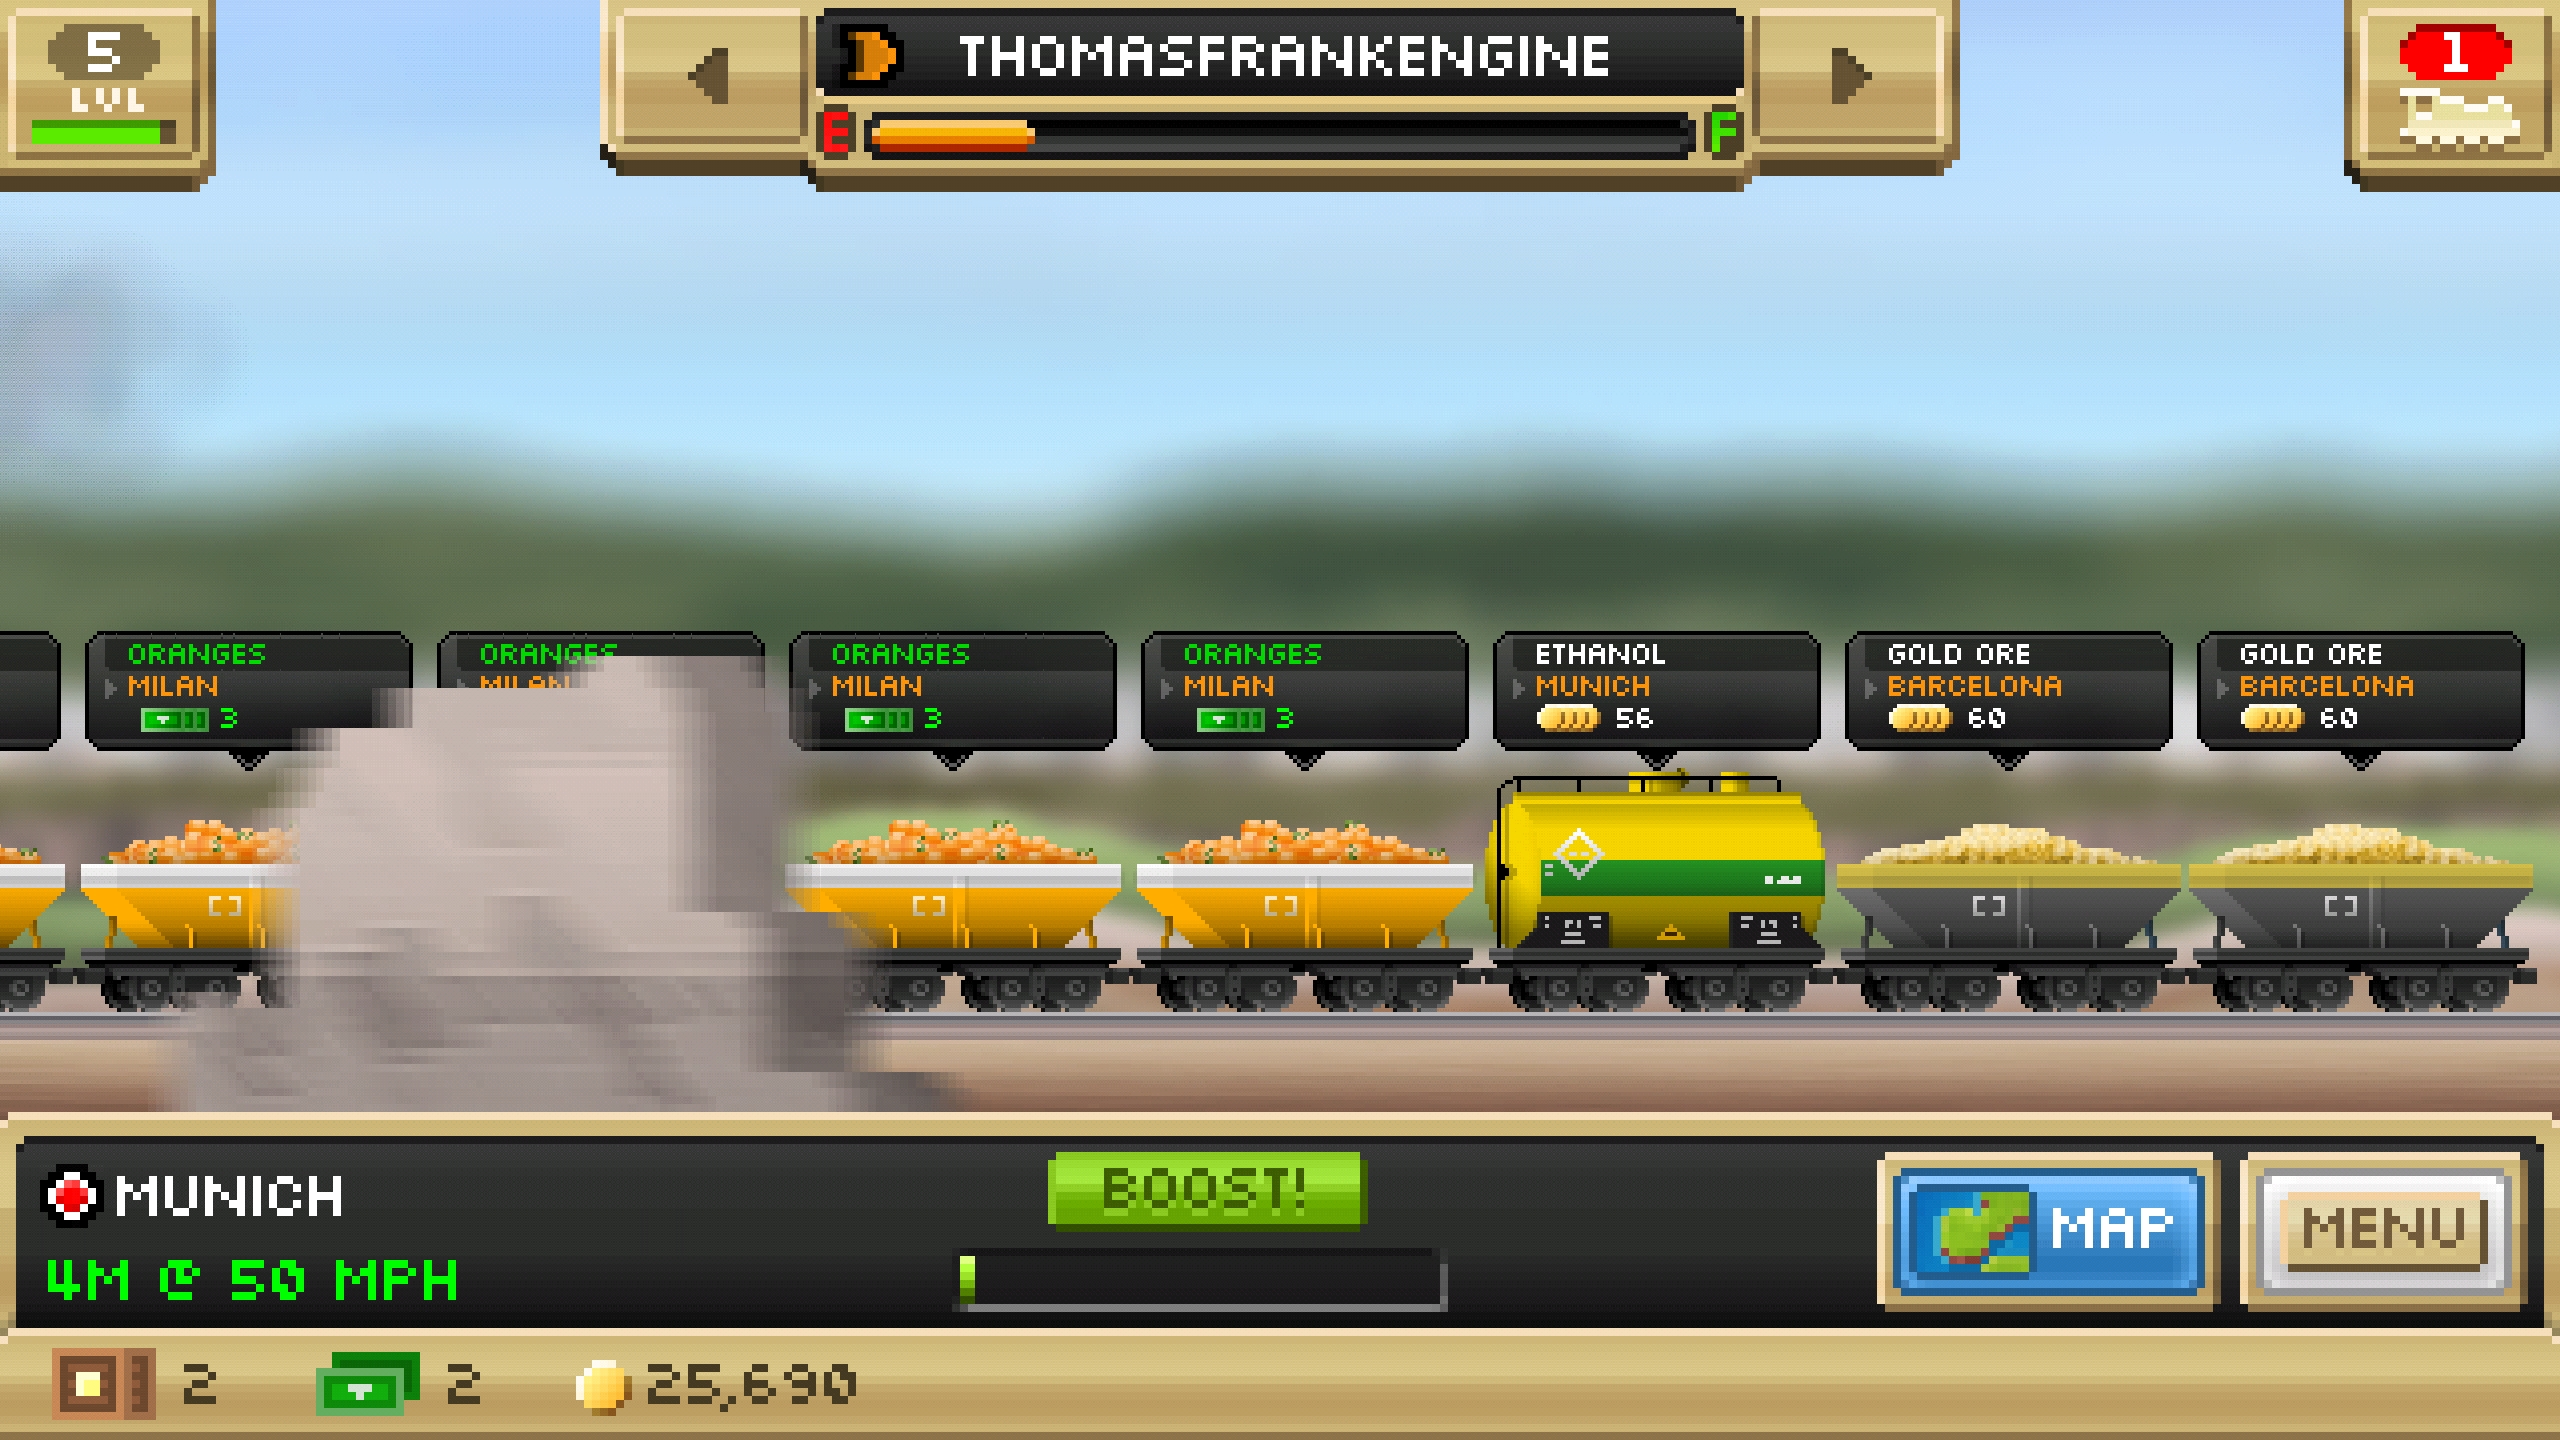 5
LVL
THOMASFRANKENGINE
E
F
1
ORANGES
MILAN
3
ORANGES
MILAN
ORANGES
MILAN
3
ORANGES
MILAN
3
ETHANOL
MUNICH
56
GOLD ORE
BARCELONA
60
GOLD ORE
BARCELONA
60
MUNICH
4M @ 50 MPH
BOOST!
MAP
MENU
2
2
25,690